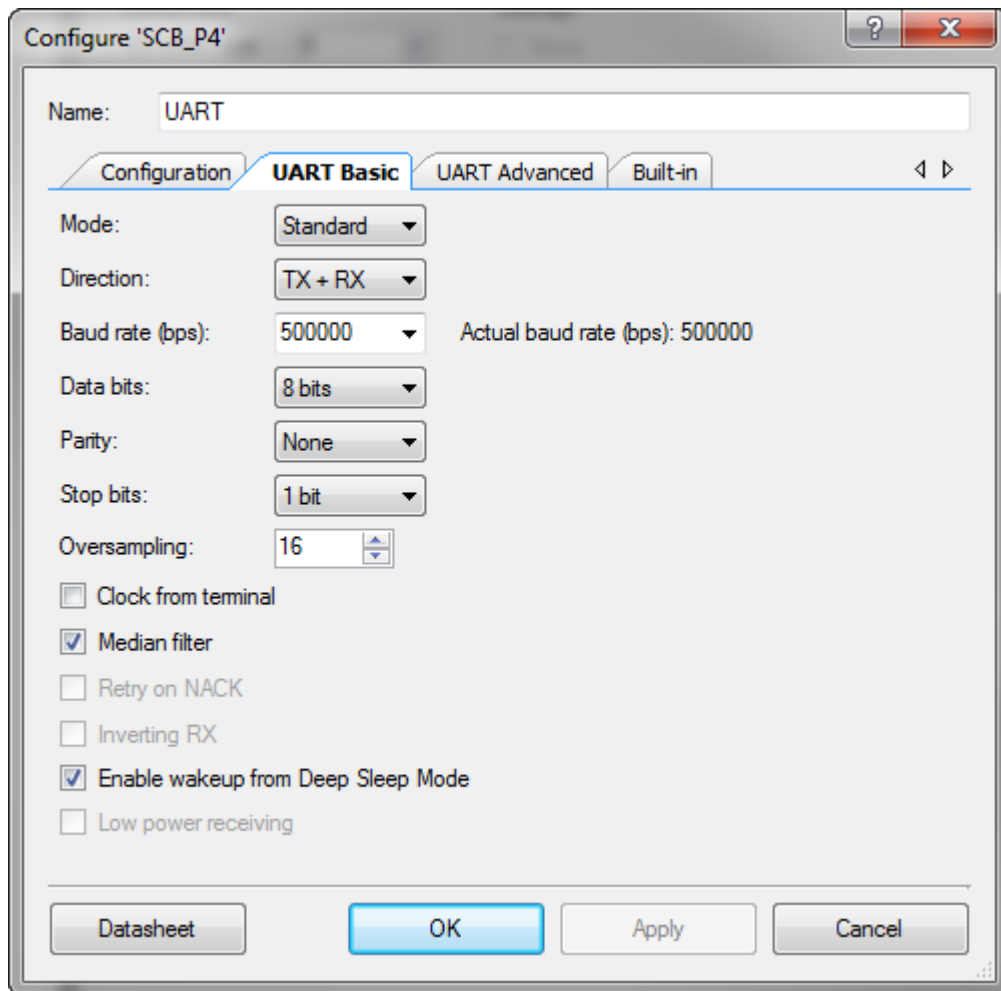 Configure 'SCB_P4'
Name: UART
Configuration UART Basic UART Advanced Built-in
Mode: Standard
Direction: TX + RX
Baud rate (bps): 500000 Actual baud rate (bps): 500000
Data bits: 8 bits
Parity: None
Stop bits: 1 bit
Oversampling: 16
Clock from terminal
Median filter
Retry on NACK
Inverting RX
Enable wakeup from Deep Sleep Mode
Low power receiving
Datasheet OK Apply Cancel